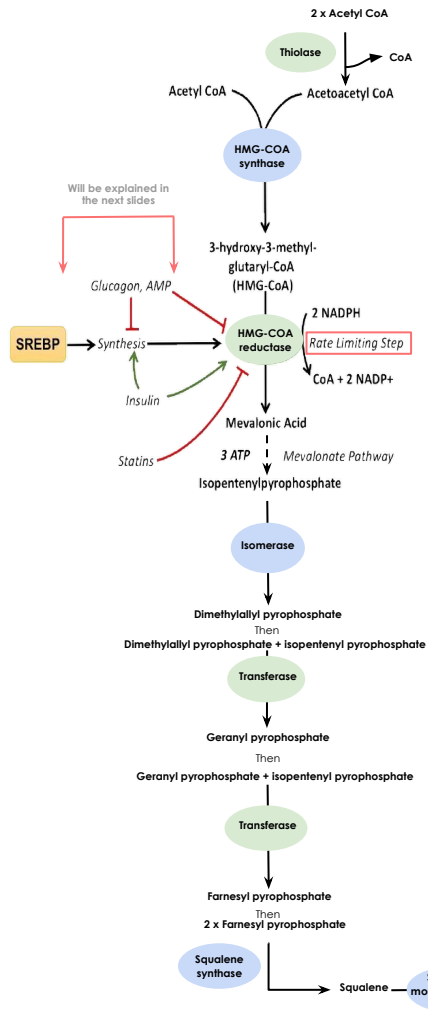 2 x Acetyl CoA
Thiolase
CoA
Acetyl CoA
Acetoacetyl CoA
HMG-COA
synthase
Will be explained in
the next slides
3-hydroxy-3-methyl-
glutaryl-CoA
(HMG-CoA)
Glucagon, AMP
2 NADPH
SREBP
Synthesis
HMG-COA
reductase
Rate Limiting Step
CoA + 2 NADP+
Insulin
Mevalonic Acid
Statins
3 ATP
Mevalonate Pathway
Isopentenylpyrophosphate
Isomerase
Dimethylallyl pyrophosphate
Then
Dimethylallyl pyrophosphate + isopentenyl pyrophosphate
Transferase
Geranyl pyrophosphate
Then
Geranyl pyrophosphate + isopentenyl pyrophosphate
Transferase
Farnesyl pyrophosphate
Then
2 x Farnesyl pyrophosphate
Squalene
synthase
Squalene